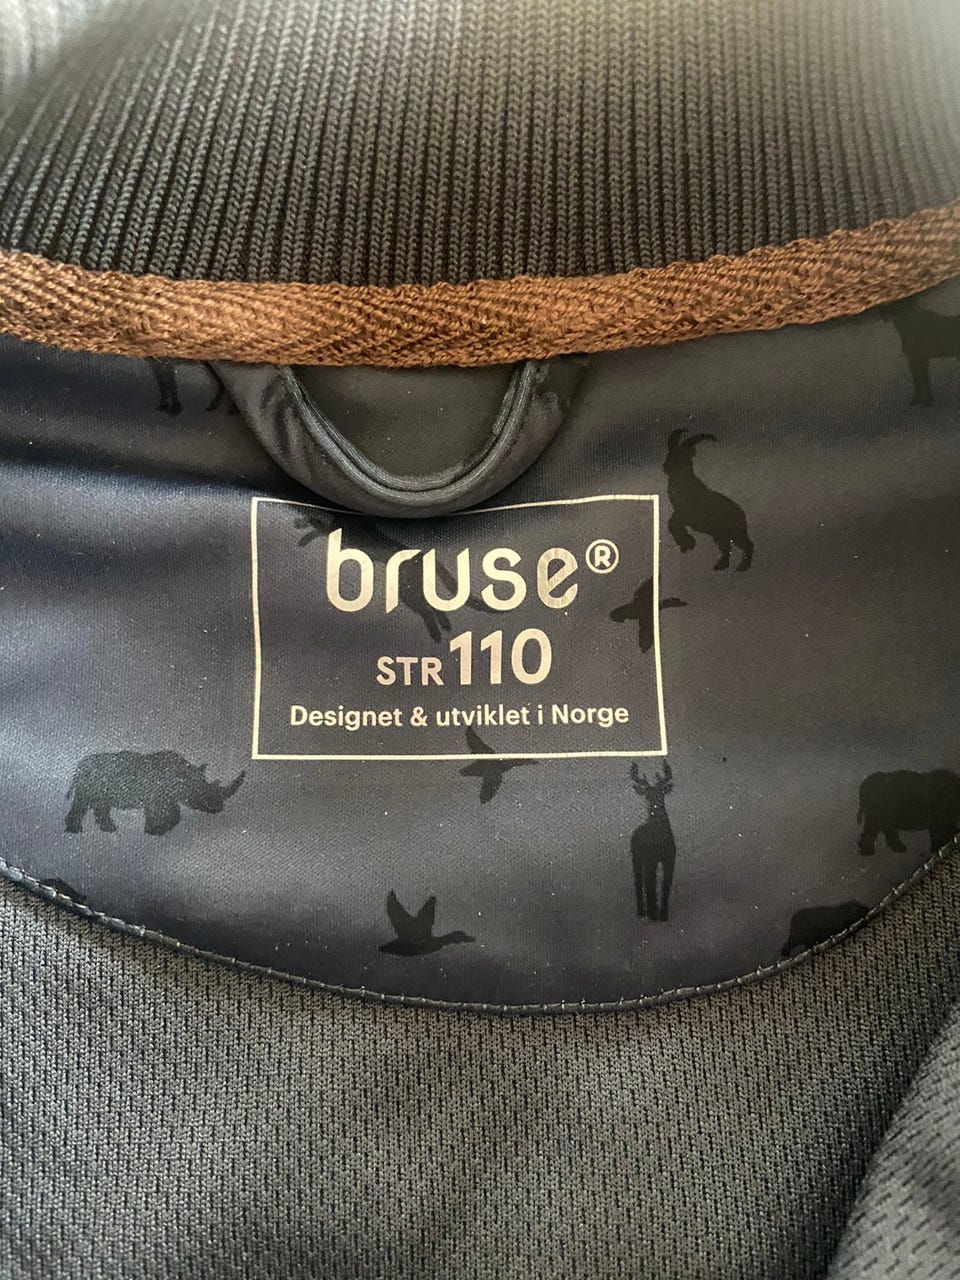 bruse®
STR 110
Designet & utviklet i Norge